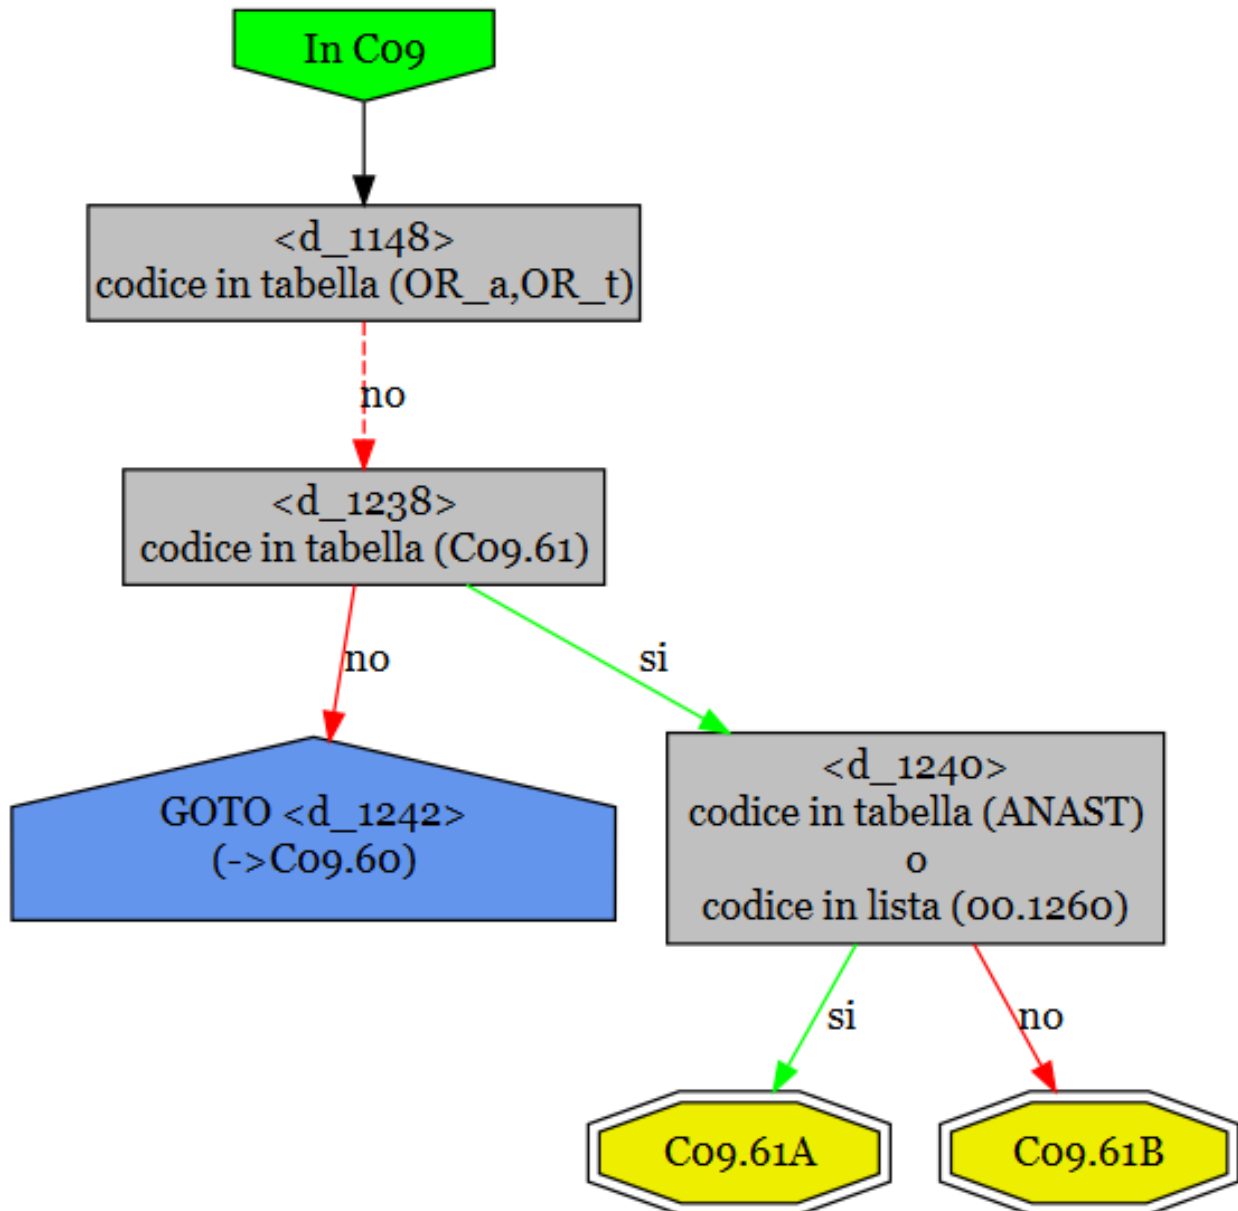 In C09
<d_1148>
codice in tabella (OR_a,OR_t)
no
<d_1238>
codice in tabella (C09.61)
no
si
GOTO <d_1242>
(->C09.60)
<d_1240>
codice in tabella (ANAST)
o
codice in lista (00.1260)
si
no
C09.61A
C09.61B